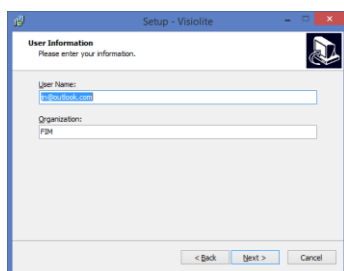 Setup - Visiolite
User Information
Please enter your information.
User Name:
@outlook.com
Organization:
FIM
< Back
Next >
Cancel